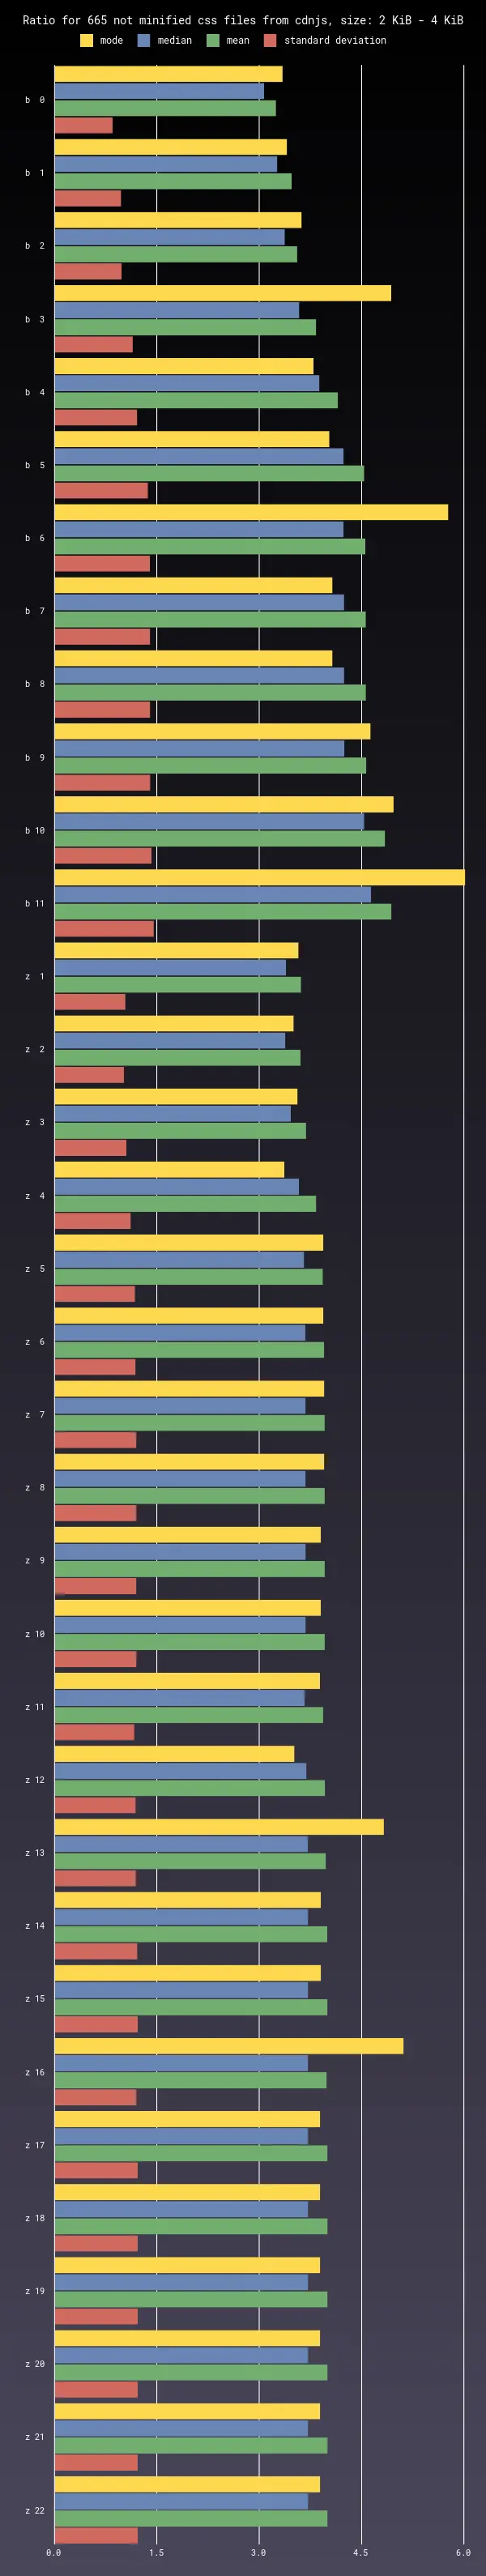 Ratio for 665 not minified css files from cdnjs, size: 2 KiB - 4 KiB
mode median mean standard deviation
b 0
b 1
b 2
b 3
b 4
b 5
b 6
b 7
b 8
b 9
b 10
b 11
z 1
z 2
z 3
z 4
z 5
z 6
z 7
z 8
z 9
z 10
z 11
z 12
z 13
z 14
z 15
z 16
z 17
z 18
z 19
z 20
z 21
z 22
0.0 1.5 3.0 4.5 6.0